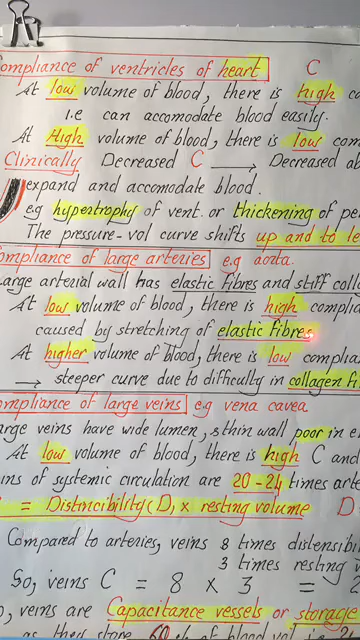 ompliance of ventricles of heart C
At low volume of blood, there is high
i.e can accomodate blood easily.
At High volume of blood, there is low com
Clinically Decreased C → Decreased ab
expand and accomodate blood.
e.g hypertrophy of vent. or thickening of pe
The pressure-vol curve shifts up and to le
ompliance of large arteries e.g aorta.
arge arterial wall has elastic fibres and stiff coll
At low volume of blood, there is high complia
caused by stretching of elastic fibres
At higher volume of blood, there is low complia
→ steeper curve due to difficulty in collagen fi
ompliance of large veins e.g vena cavea
arge veins have wide lumen, & thin wall poor in e
At low volume of blood, there is high C and
ins of systemic circulation are 20-24 times arte
= Distincibility(D) × resting volume D
Compared to arteries, veins 8 times distensib
3 times resting v
So, veins C = 8 × 3 = 2
, veins are Capacitance vessels or storage
as they store 60